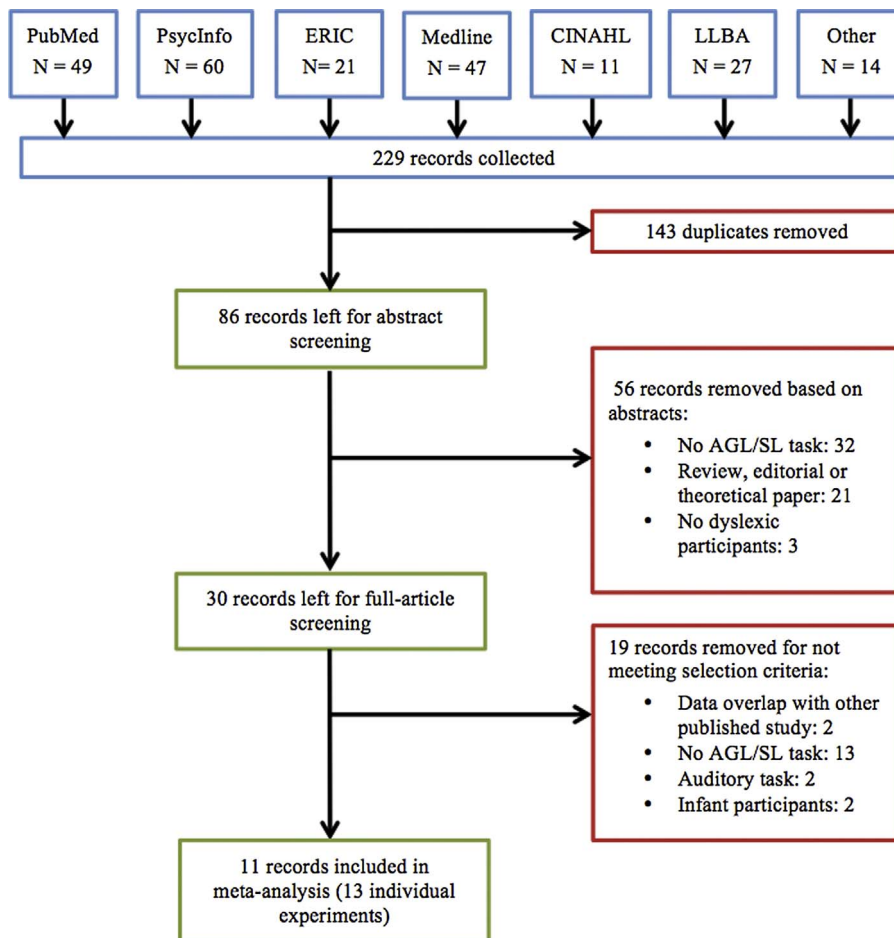 PubMed
N = 49
PsycInfo
N = 60
ERIC
N= 21
Medline
N = 47
CINAHL
N = 11
LLBA
N = 27
Other
N = 14
229 records collected
143 duplicates removed
86 records left for abstract
screening
56 records removed based on
abstracts:
• No AGL/SL task: 32
• Review, editorial or
theoretical paper: 21
• No dyslexic
participants: 3
30 records left for full-article
screening
19 records removed for not
meeting selection criteria:
• Data overlap with other
published study: 2
• No AGL/SL task: 13
• Auditory task: 2
• Infant participants: 2
11 records included in
meta-analysis (13 individual
experiments)